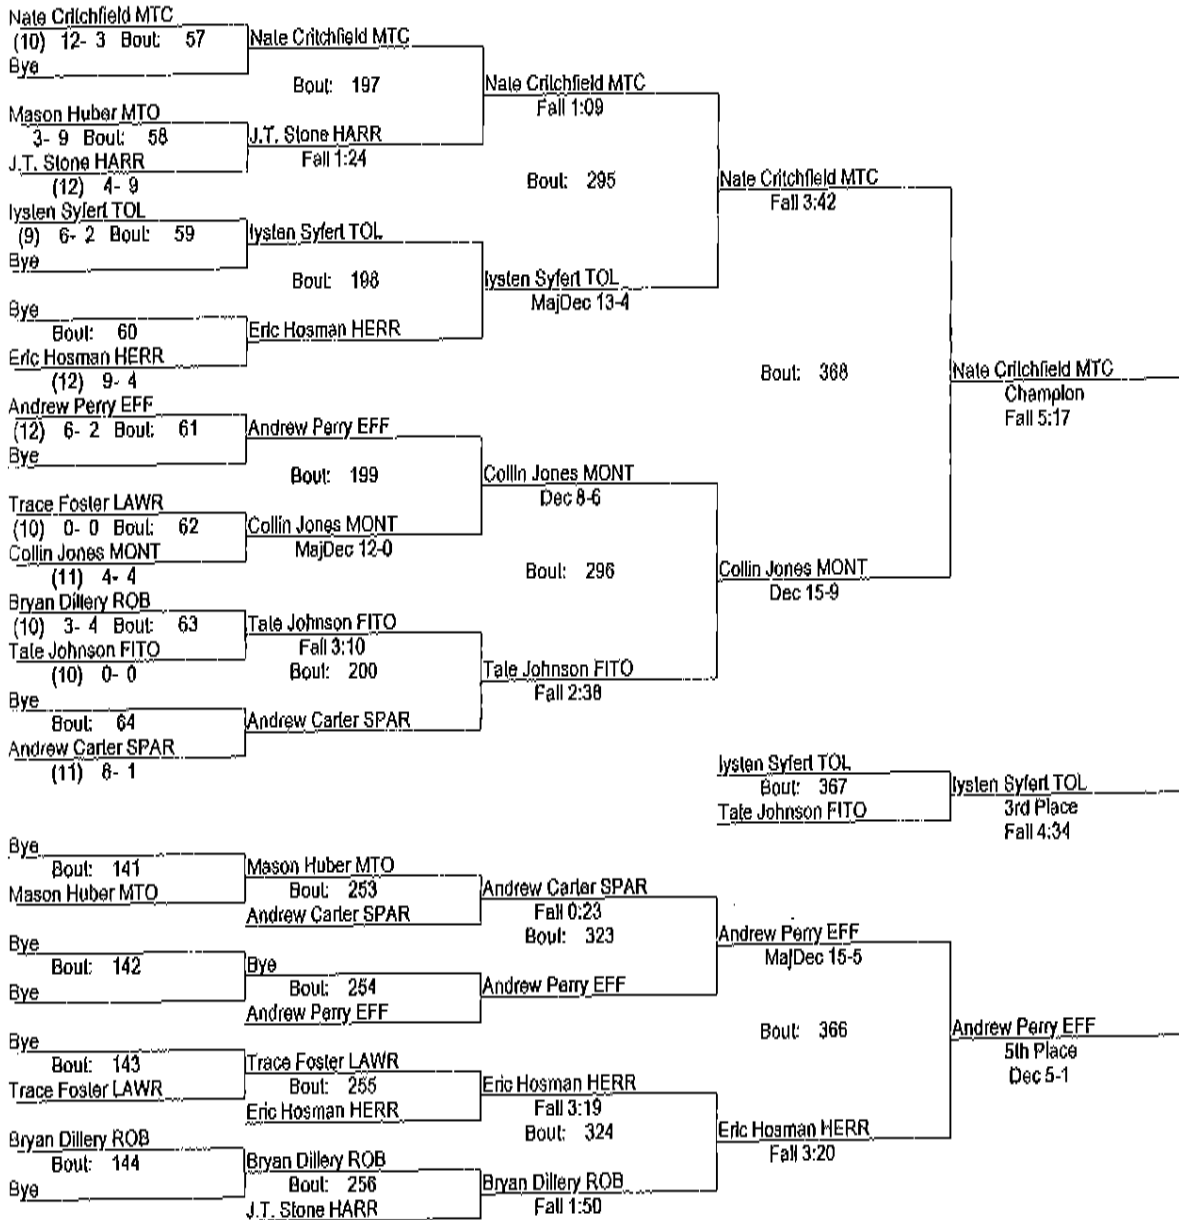 Nate Critchfield MTC
(10) 12- 3 Bout: 57
Bye
Nate Critchfield MTC
Bout: 197
Mason Huber MTO
3- 9 Bout: 58
J.T. Stone HARR
(12) 4- 9
J.T. Stone HARR
Fall 1:24
Nate Critchfield MTC
Fall 1:09
Bout: 295
Iysten Syfert TOL
(9) 6- 2 Bout: 59
Bye
Iysten Syfert TOL
Bout: 198
Bye
Bout: 60
Eric Hosman HERR
(12) 9- 4
Eric Hosman HERR
Iysten Syfert TOL
MajDec 13-4
Nate Critchfield MTC
Fall 3:42
Bout: 368
Andrew Perry EFF
(12) 6- 2 Bout: 61
Bye
Andrew Perry EFF
Bout: 199
Trace Foster LAWR
(10) 0- 0 Bout: 62
Collin Jones MONT
(11) 4- 4
Collin Jones MONT
MajDec 12-0
Collin Jones MONT
Dec 8-6
Bout: 296
Bryan Dillery ROB
(10) 3- 4 Bout: 63
Tate Johnson FITO
(10) 0- 0
Tate Johnson FITO
Fall 3:10
Bout: 200
Bye
Bout: 64
Andrew Carter SPAR
(11) 8- 1
Andrew Carter SPAR
Tate Johnson FITO
Fall 2:38
Collin Jones MONT
Dec 15-9
Nate Critchfield MTC
Champion
Fall 5:17
Iysten Syfert TOL
Bout: 367
Tate Johnson FITO
Iysten Syfert TOL
3rd Place
Fall 4:34
Bye
Bout: 141
Mason Huber MTO
Mason Huber MTO
Bout: 253
Andrew Carter SPAR
Andrew Carter SPAR
Fall 0:23
Bout: 323
Bye
Bout: 142
Bye
Bye
Bout: 254
Andrew Perry EFF
Andrew Perry EFF
Andrew Perry EFF
MajDec 15-5
Bout: 366
Bye
Bout: 143
Trace Foster LAWR
Trace Foster LAWR
Bout: 255
Eric Hosman HERR
Eric Hosman HERR
Fall 3:19
Bout: 324
Bryan Dillery ROB
Bout: 144
Bye
Bryan Dillery ROB
Bout: 256
J.T. Stone HARR
Bryan Dillery ROB
Fall 1:50
Eric Hosman HERR
Fall 3:20
Andrew Perry EFF
5th Place
Dec 5-1